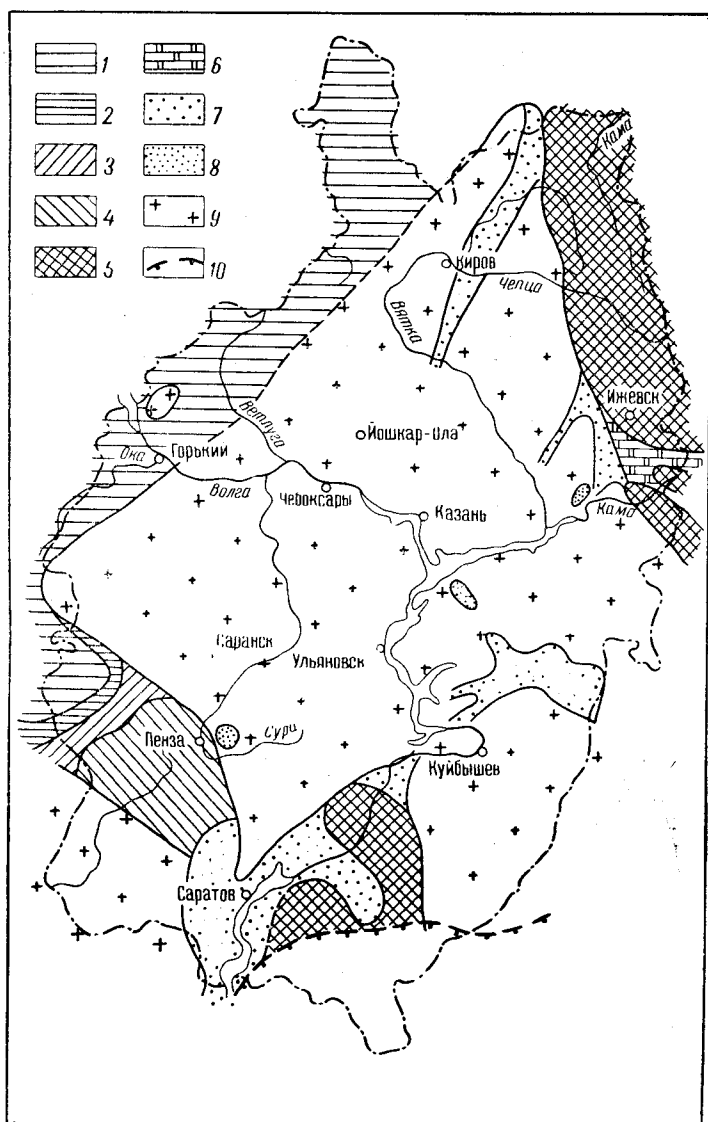 1 6
2 7
3 8
4 9
5 10
Кама
Киров
Чепца
Вятка
Ижевск
Ветлуга
Йошкар-Ола
Ока
Горький
Волга
Чебоксары
Казань
Кама
Саранск
Ульяновск
Пенза
Сура
Куйбышев
Саратов